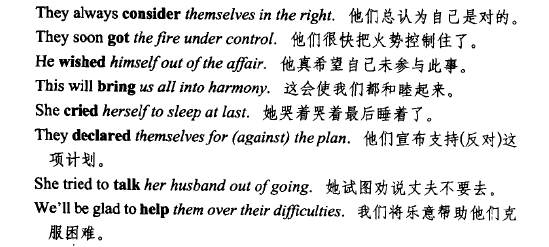 They always consider themselves in the right. 他们总认为自己是对的。
They soon got the fire under control. 他们很快把火势控制住了。
He wished himself out of the affair. 他真希望自己未参与此事。
This will bring us all into harmony. 这会使我们都和睦起来。
She cried herself to sleep at last. 她哭着哭着最后睡着了。
They declared themselves for (against) the plan. 他们宣布支持(反对)这
项计划。
She tried to talk her husband out of going. 她试图劝说丈夫不要去。
We'll be glad to help them over their difficulties. 我们将乐意帮助他们克
服困难。